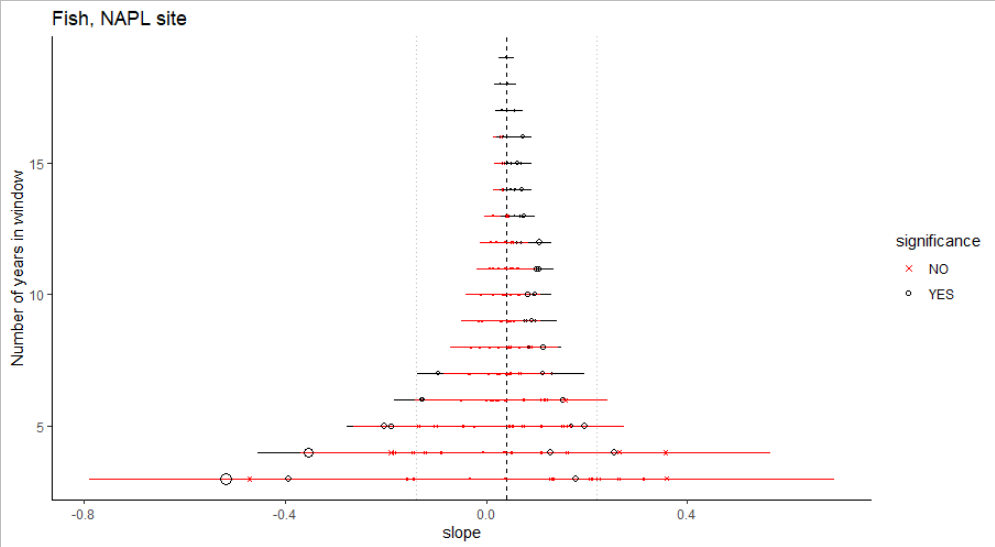 Fish, NAPL site
Number of years in window
15
10
5
-0.8
-0.4
0.0
0.4
slope
significance
NO
YES